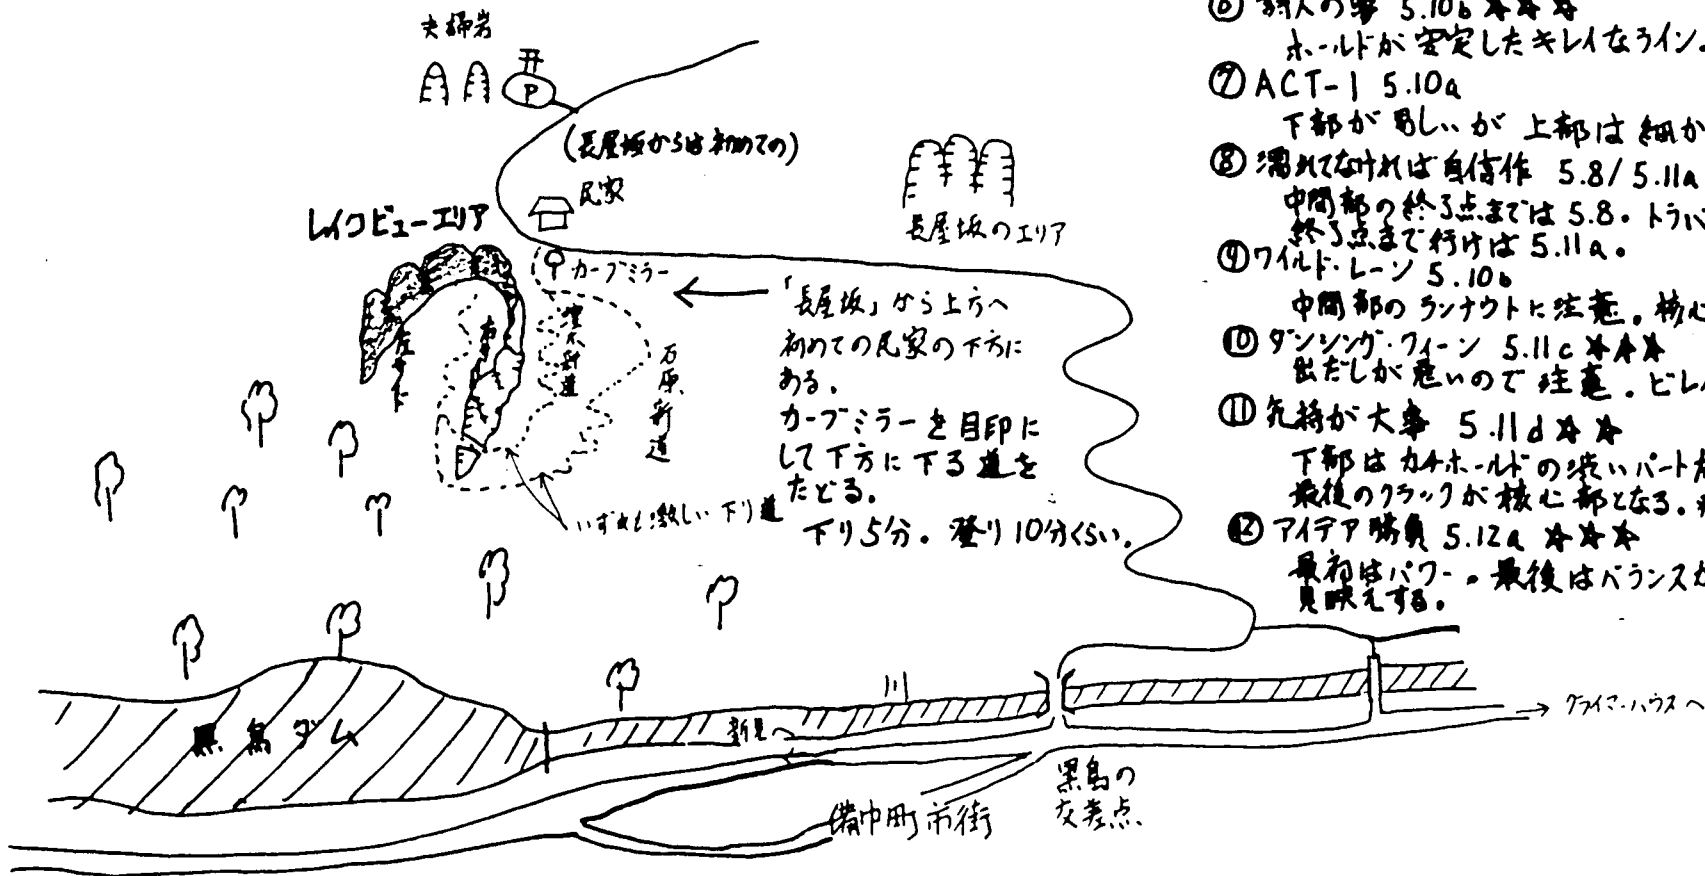 夫婦岩
P
(長屋坂からは初めての)
民家
レイクビューエリア
長屋坂のエリア
カーブミラー
「長屋坂」から上方へ
初めての民家の下方に
ある。
カーブミラーを目印に
して下方に下る道を
たどる。
下り5分。登り10分くらい。
左サイド
右サイド
新道
石原新道
いずれも激しい下り道
黒鳥ダム
新見へ
備中町市街
黒鳥の
交差点
クライマーハウスへ
⑥ 5.10b ☆☆☆
ホールドが安定したキレイなライン。
⑦ ACT-1 5.10a
下部が易しいが 上部は細か
⑧ 濡れてなければ自信作 5.8/5.11a
中間部の終了点までは5.8。トラバ
終了点まで行けば5.11a。
⑨ ワイルド・レーン 5.10b
中間部のランナウトに注意。核心
⑩ ダンシング・クィーン 5.11c ☆☆☆
出だしが悪いので注意。ビレ
⑪ 気持が大事 5.11d ☆☆
下部はカチホールドの渋いパート
最後のクラックが核心部となる。
⑫ アイデア勝負 5.12a ☆☆☆
最初はパワー。最後はバランスが
見映えする。